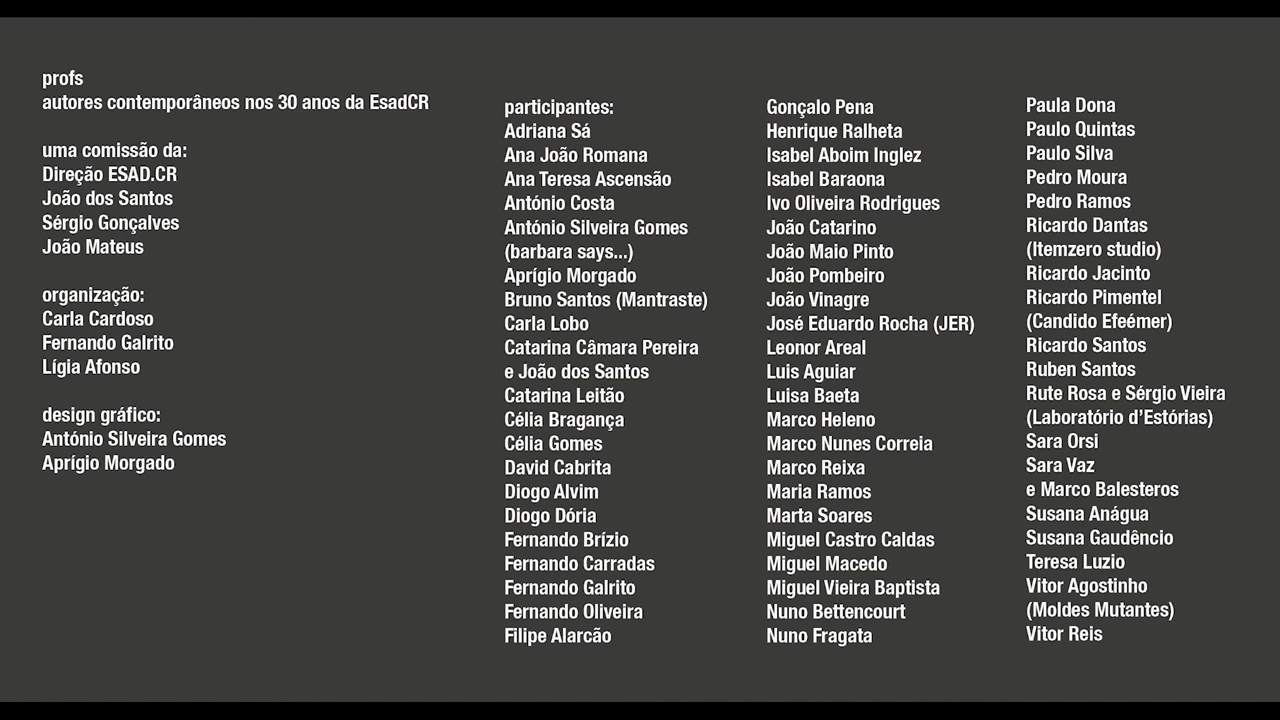 profs
autores contemporâneos nos 30 anos da EsadCR
uma comissão da:
Direção ESAD.CR
João dos Santos
Sérgio Gonçalves
João Mateus
organização:
Carla Cardoso
Fernando Galrito
Lígia Afonso
design gráfico:
António Silveira Gomes
Aprígio Morgado
participantes:
Adriana Sá
Ana João Romana
Ana Teresa Ascensão
António Costa
António Silveira Gomes
(barbara says...)
Aprígio Morgado
Bruno Santos (Mantraste)
Carla Lobo
Catarina Câmara Pereira
e João dos Santos
Catarina Leitão
Célia Bragança
Célia Gomes
David Cabrita
Diogo Alvim
Diogo Dória
Fernando Brízio
Fernando Carradas
Fernando Galrito
Fernando Oliveira
Filipe Alarcão
Gonçalo Pena
Henrique Ralheta
Isabel Aboim Inglez
Isabel Baraona
Ivo Oliveira Rodrigues
João Catarino
João Maio Pinto
João Pombeiro
João Vinagre
José Eduardo Rocha (JER)
Leonor Areal
Luis Aguiar
Luisa Baeta
Marco Heleno
Marco Nunes Correia
Marco Reixa
Maria Ramos
Marta Soares
Miguel Castro Caldas
Miguel Macedo
Miguel Vieira Baptista
Nuno Bettencourt
Nuno Fragata
Paula Dona
Paulo Quintas
Paulo Silva
Pedro Moura
Pedro Ramos
Ricardo Dantas
(Itemzero studio)
Ricardo Jacinto
Ricardo Pimentel
(Candido Efeémer)
Ricardo Santos
Ruben Santos
Rute Rosa e Sérgio Vieira
(Laboratório d’Estórias)
Sara Orsi
Sara Vaz
e Marco Balesteros
Susana Anágua
Susana Gaudêncio
Teresa Luzio
Vitor Agostinho
(Moldes Mutantes)
Vitor Reis